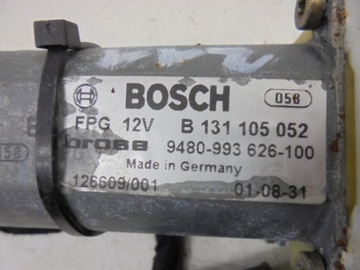 BOSCH 058
FPG 12V B 131 105 052
brose 9480-993 626-100
Made in Germany
126609/001 01-08-31